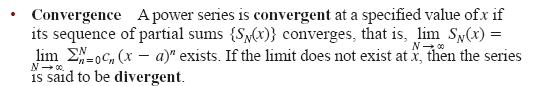 • Convergence A power series is convergent at a specified value of x if
its sequence of partial sums {S_N(x)} converges, that is, lim_{N→∞} S_N(x) =
lim_{N→∞} Σ_{n=0}^N c_n (x − a)^n exists. If the limit does not exist at x, then the series
is said to be divergent.